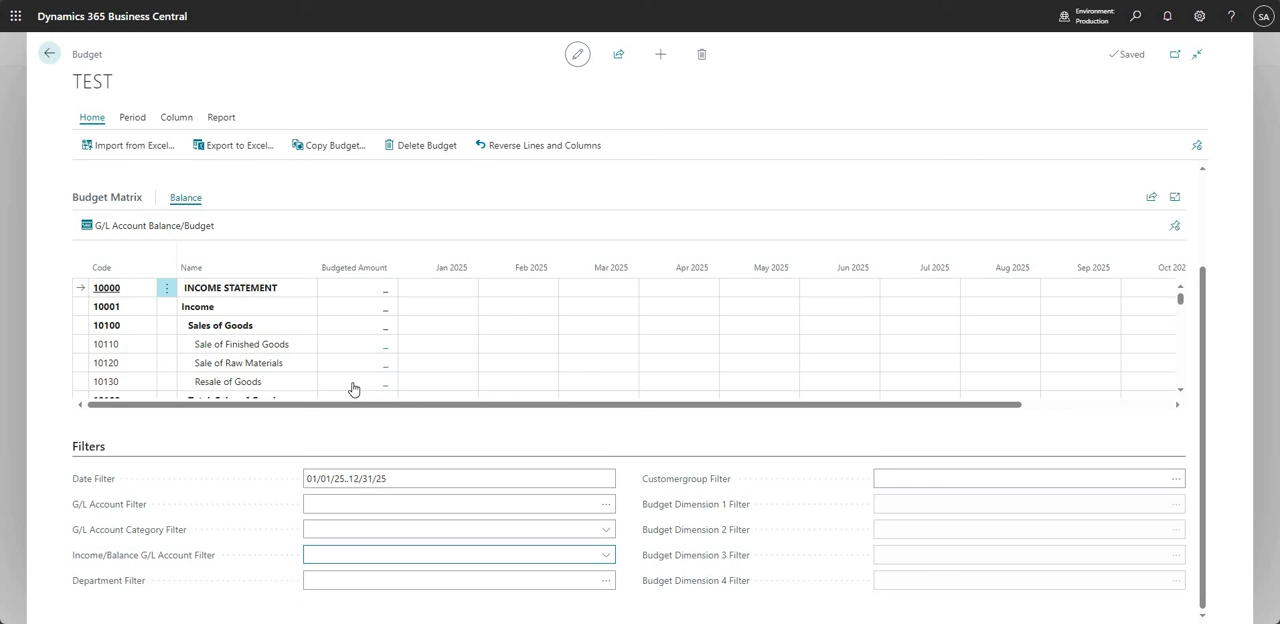 Dynamics 365 Business Central
Environment:
Production
?
SA
Budget
Saved
TEST
Home Period Column Report
Import from Excel... Export to Excel... Copy Budget... Delete Budget Reverse Lines and Columns
Budget Matrix Balance
G/L Account Balance/Budget
Code Name Budgeted Amount Jan 2025 Feb 2025 Mar 2025 Apr 2025 May 2025 Jun 2025 Jul 2025 Aug 2025 Sep 2025 Oct 202
10000 INCOME STATEMENT _
10001 Income _
10100 Sales of Goods _
10110 Sale of Finished Goods _
10120 Sale of Raw Materials _
10130 Resale of Goods _
Filters
Date Filter 01/01/25..12/31/25
G/L Account Filter ...
G/L Account Category Filter
Income/Balance G/L Account Filter
Department Filter ...
Customergroup Filter ...
Budget Dimension 1 Filter ...
Budget Dimension 2 Filter ...
Budget Dimension 3 Filter ...
Budget Dimension 4 Filter ...